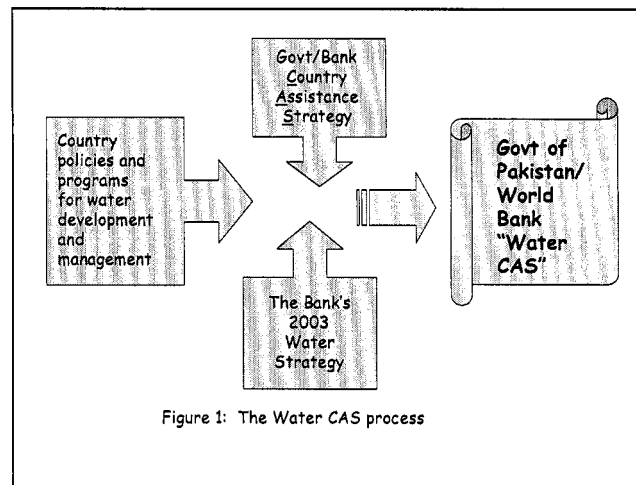 Govt/Bank
Country
Assistance
Strategy
Country
policies and
programs
for water
development
and
management
Govt of
Pakistan/
World
Bank
"Water
CAS"
The Bank's
2003
Water
Strategy
Figure 1: The Water CAS process